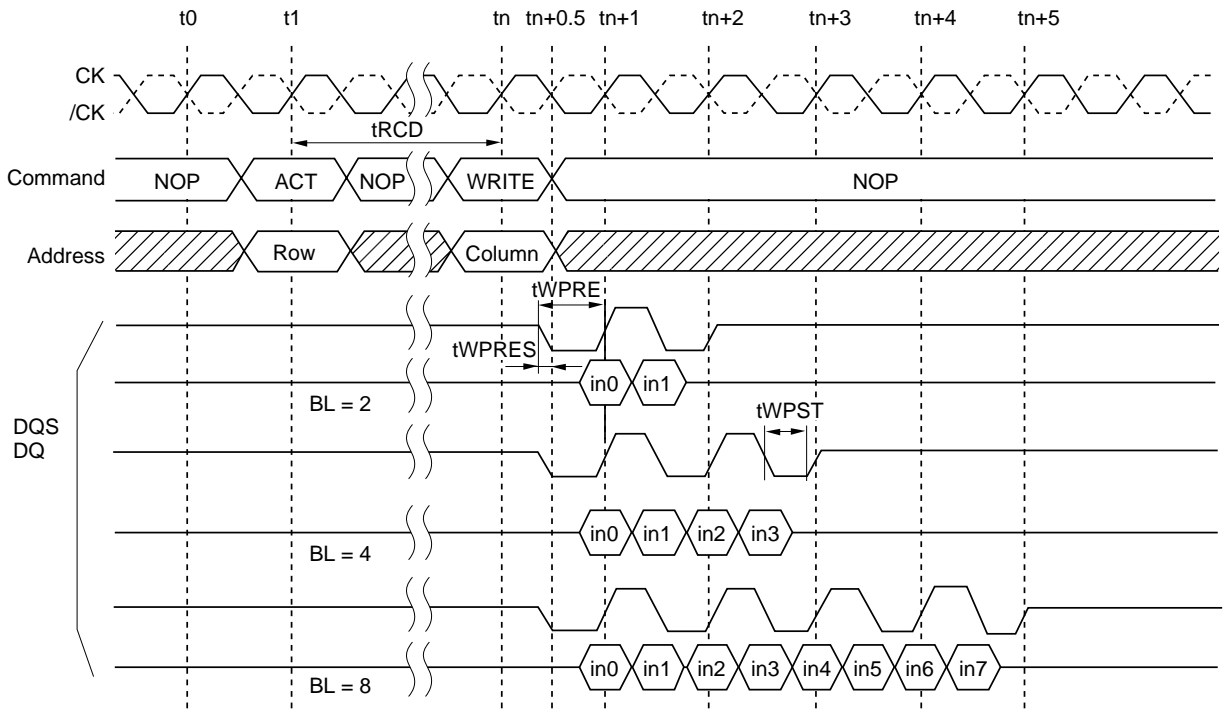 t0 t1 tn tn+0.5 tn+1 tn+2 tn+3 tn+4 tn+5
CK
/CK
tRCD
Command NOP ACT NOP WRITE NOP
Address Row Column
tWPRE
tWPRES
in0 in1
BL = 2
tWPST
DQS
DQ
in0 in1 in2 in3
BL = 4
in0 in1 in2 in3 in4 in5 in6 in7
BL = 8